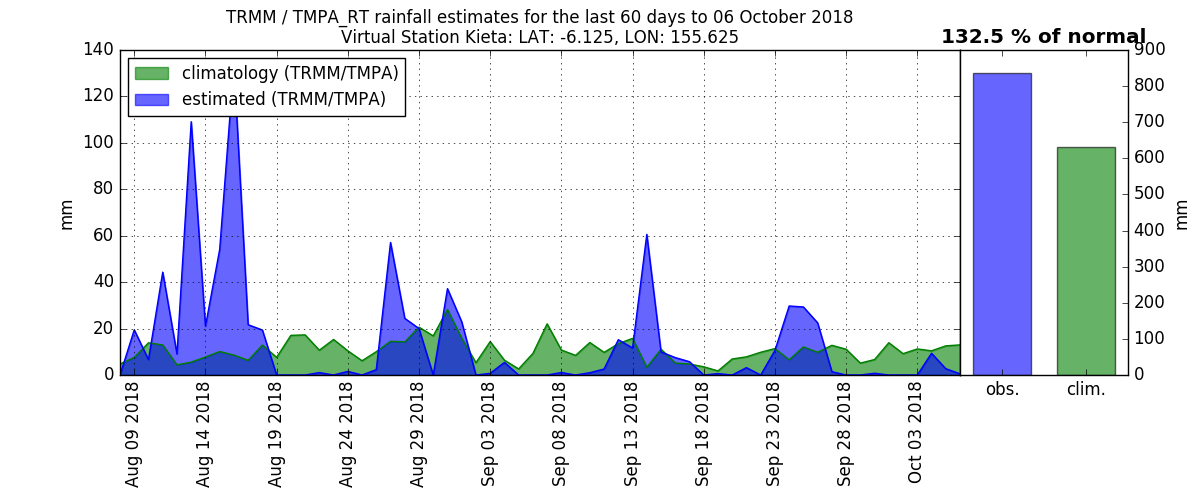 TRMM / TMPA_RT rainfall estimates for the last 60 days to 06 October 2018
Virtual Station Kieta: LAT: -6.125, LON: 155.625
132.5 % of normal
climatology (TRMM/TMPA)
estimated (TRMM/TMPA)
140
120
100
80
60
40
20
0
mm
Aug 09 2018
Aug 14 2018
Aug 19 2018
Aug 24 2018
Aug 29 2018
Sep 03 2018
Sep 08 2018
Sep 13 2018
Sep 18 2018
Sep 23 2018
Sep 28 2018
Oct 03 2018
900
800
700
600
500
400
300
200
100
0
mm
obs.
clim.